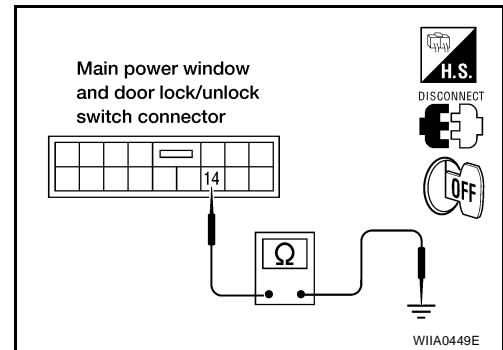 Main power window
and door lock/unlock
switch connector
H.S.
DISCONNECT
OFF
14
Ω
WIIA0449E